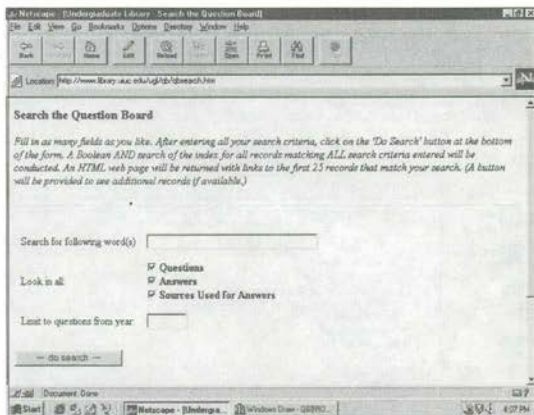 Netscape - [Undergraduate Library - Search the Question Board]
File Edit View Go Bookmarks Options Directory Window Help
Back Home Edit Reload Open Print Find
Location: http://www.library.uiuc.edu/ugl/qb/qbsearch.htm
Search the Question Board
Fill in as many fields as you like. After entering all your search criteria, click on the 'Do Search' button at the bottom
of the form. A Boolean AND search of the index for all records matching ALL search criteria entered will be
conducted. An HTML web page will be returned with links to the first 25 records that match your search. (A button
will be provided to see additional records if available.)
Search for following word(s)
Questions
Look in all:
Answers
Sources Used for Answers
Limit to questions from year
--- do search ---
Document: Done
Start Netscape - [Undergra... Windows Draw - 4:07 PM